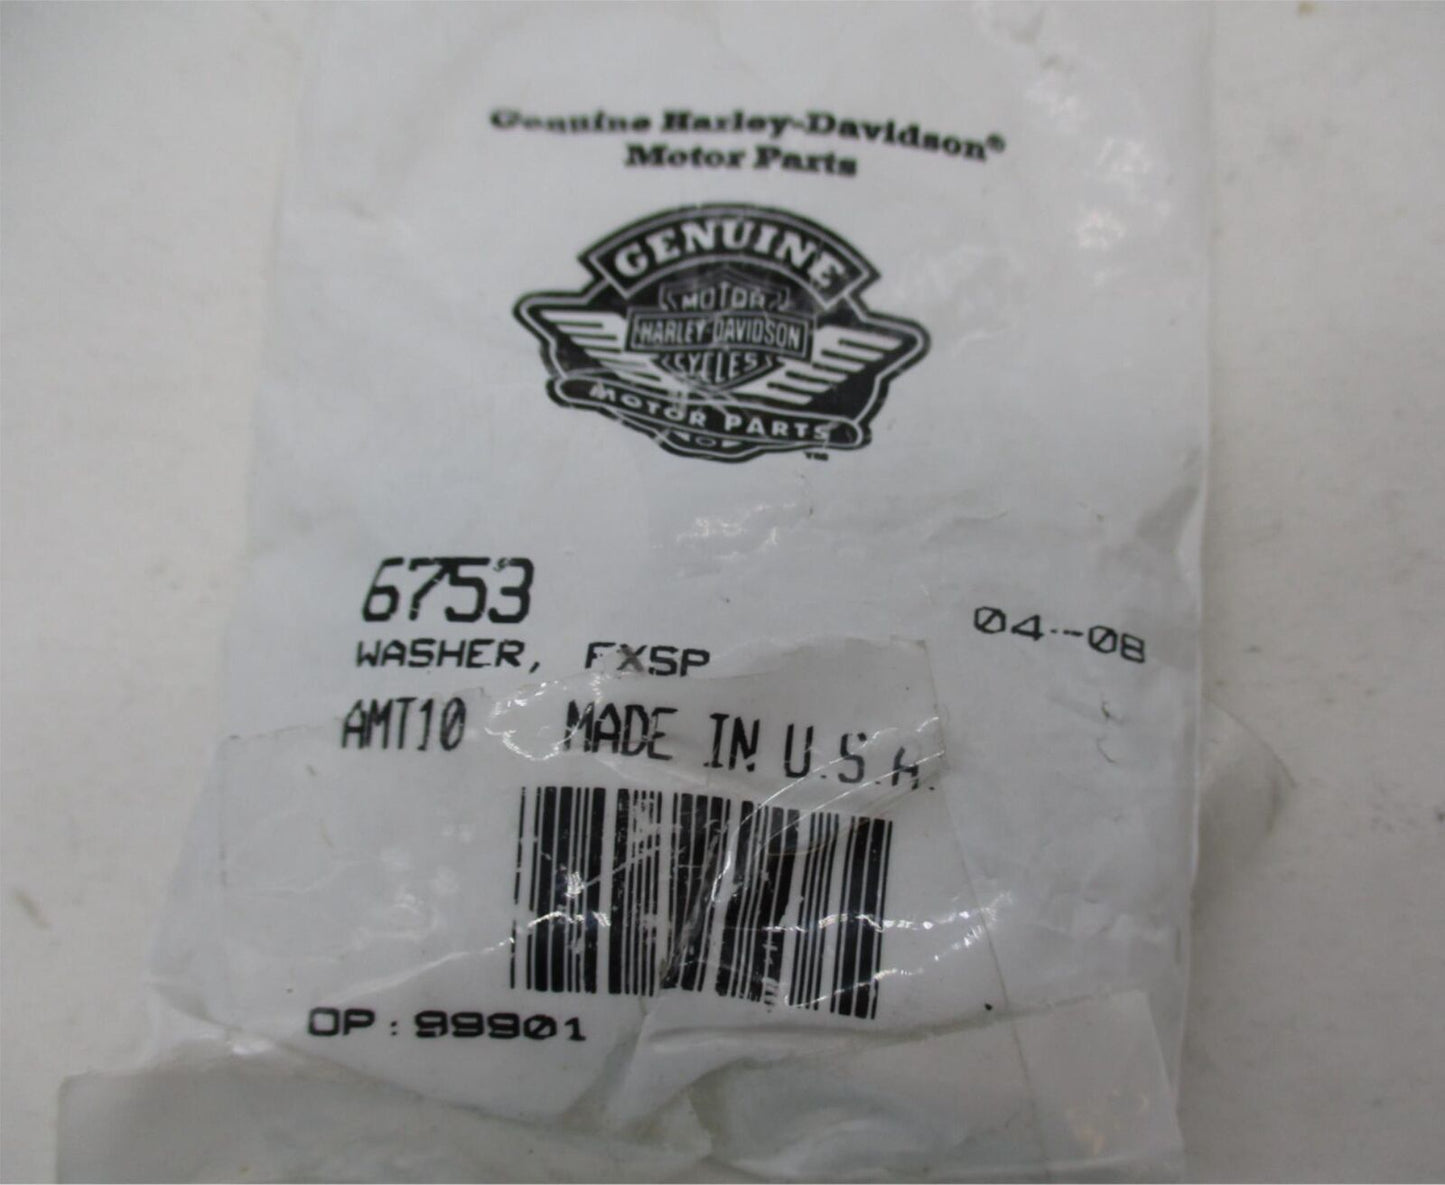 Genuine Harley-Davidson®
Motor Parts
GENUINE
MOTOR
HARLEY-DAVIDSON
CYCLES
MOTOR PARTS
6753
WASHER, FXSP
04--08
AMT10 MADE IN U.S.A.
OP:99901